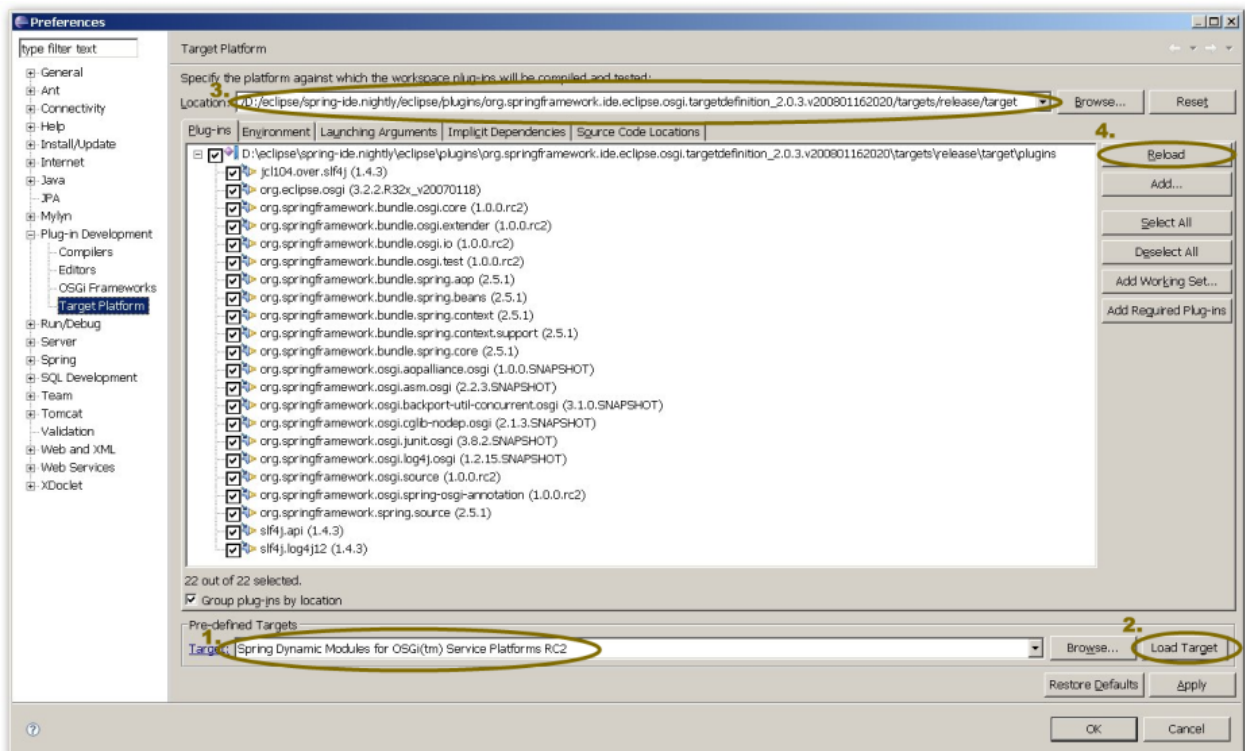 Preferences
type filter text
General
Ant
Connectivity
Help
Install/Update
Internet
Java
JPA
Mylyn
Plug-in Development
Compilers
Editors
OSGi Frameworks
Target Platform
Run/Debug
Server
Spring
SQL Development
Team
Tomcat
Validation
Web and XML
Web Services
XDoclet
Target Platform
Specify the platform against which the workspace plug-ins will be compiled and tested:
3.
Location: /D:/eclipse/spring-ide.nightly/eclipse/plugins/org.springframework.ide.eclipse.osgi.targetdefinition_2.0.3.v200801162020/targets/release/target Browse... Reset
Plug-ins Environment Launching Arguments Implicit Dependencies Source Code Locations
4.
D:\eclipse\spring-ide.nightly\eclipse\plugins\org.springframework.ide.eclipse.osgi.targetdefinition_2.0.3.v200801162020\targets\release\target\plugins
jcl104.over.slf4j (1.4.3)
org.eclipse.osgi (3.2.2.R32x_v20070118)
org.springframework.bundle.osgi.core (1.0.0.rc2)
org.springframework.bundle.osgi.extender (1.0.0.rc2)
org.springframework.bundle.osgi.io (1.0.0.rc2)
org.springframework.bundle.osgi.test (1.0.0.rc2)
org.springframework.bundle.spring.aop (2.5.1)
org.springframework.bundle.spring.beans (2.5.1)
org.springframework.bundle.spring.context (2.5.1)
org.springframework.bundle.spring.context.support (2.5.1)
org.springframework.bundle.spring.core (2.5.1)
org.springframework.osgi.aopalliance.osgi (1.0.0.SNAPSHOT)
org.springframework.osgi.asm.osgi (2.2.3.SNAPSHOT)
org.springframework.osgi.backport-util-concurrent.osgi (3.1.0.SNAPSHOT)
org.springframework.osgi.cglib-nodep.osgi (2.1.3.SNAPSHOT)
org.springframework.osgi.junit.osgi (3.8.2.SNAPSHOT)
org.springframework.osgi.log4j.osgi (1.2.15.SNAPSHOT)
org.springframework.osgi.source (1.0.0.rc2)
org.springframework.osgi.spring-osgi-annotation (1.0.0.rc2)
org.springframework.spring.source (2.5.1)
slf4j.api (1.4.3)
slf4j.log4j12 (1.4.3)
Reload
Add...
Select All
Deselect All
Add Working Set...
Add Required Plug-ins
22 out of 22 selected.
Group plug-ins by location
Pre-defined Targets
1.
2.
Target: Spring Dynamic Modules for OSGi(tm) Service Platforms RC2 Browse... Load Target
Restore Defaults Apply
OK Cancel